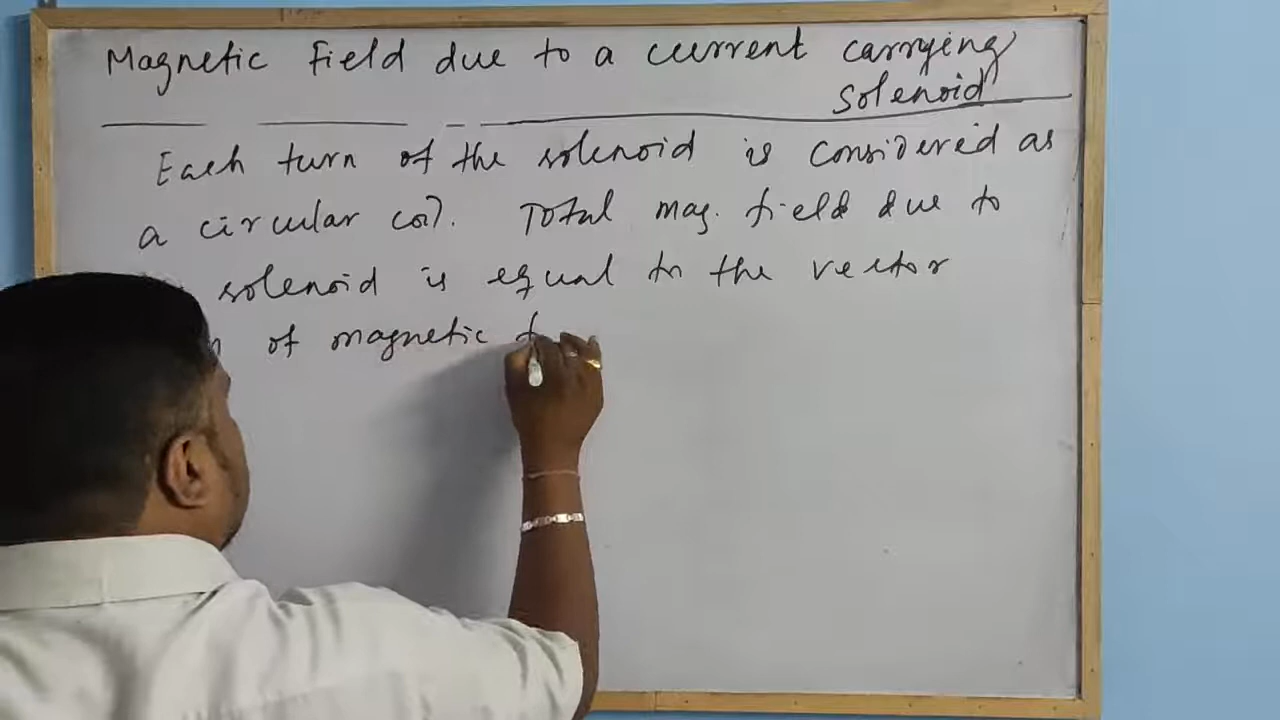 Magnetic Field due to a current carrying
solenoid
Each turn of the solenoid is considered as
a circular coil. Total mag. field due to
solenoid is equal to the vector
of magnetic